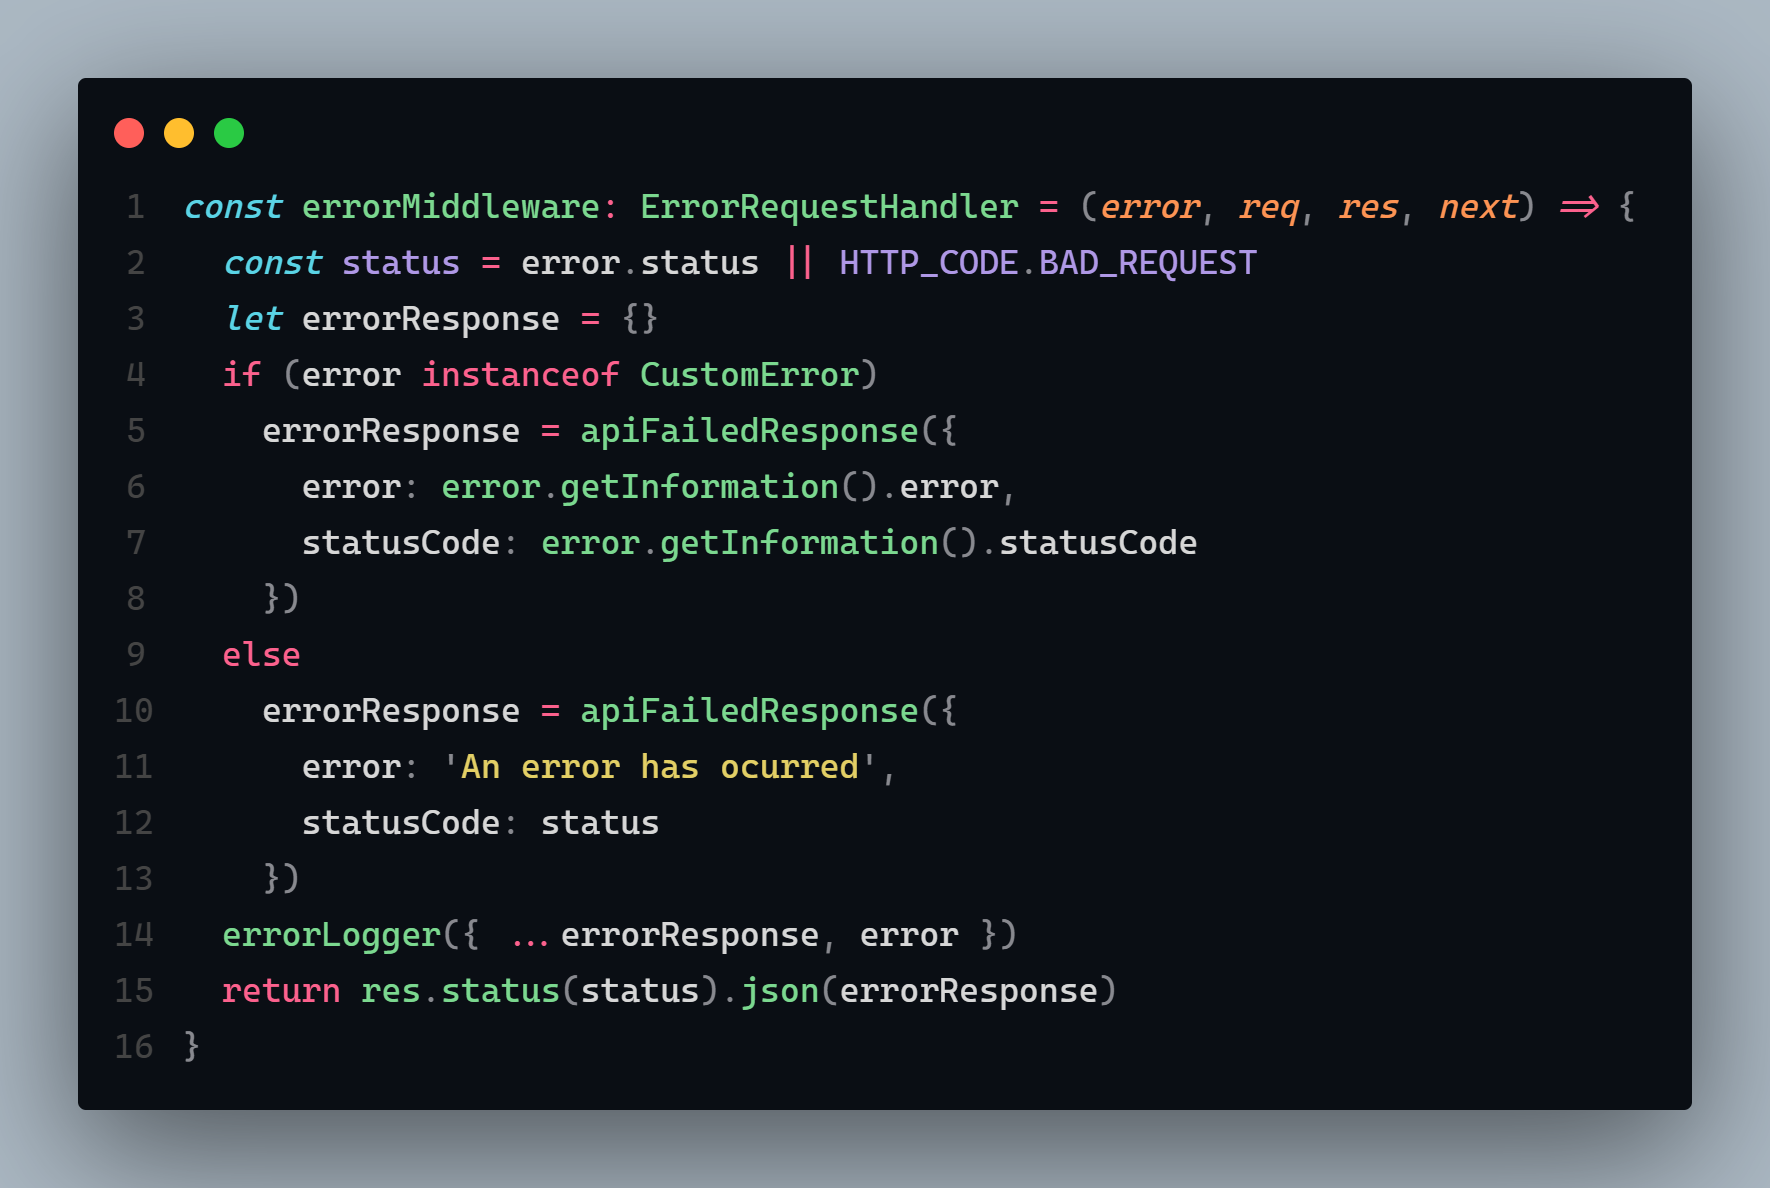 1 const errorMiddleware: ErrorRequestHandler = (error, req, res, next) => {
2   const status = error.status || HTTP_CODE.BAD_REQUEST
3   let errorResponse = {}
4   if (error instanceof CustomError)
5     errorResponse = apiFailedResponse({
6       error: error.getInformation().error,
7       statusCode: error.getInformation().statusCode
8     })
9   else
10     errorResponse = apiFailedResponse({
11       error: 'An error has ocurred',
12       statusCode: status
13     })
14   errorLogger({ ...errorResponse, error })
15   return res.status(status).json(errorResponse)
16 }